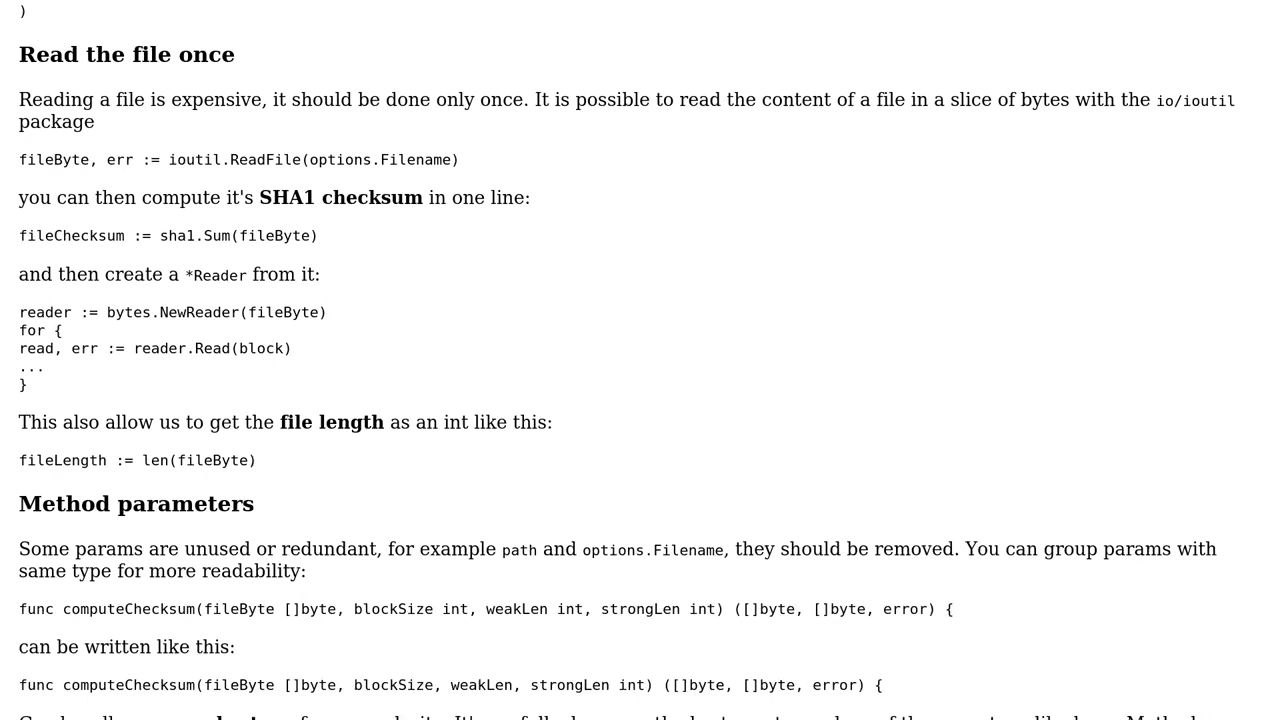 )
Read the file once
Reading a file is expensive, it should be done only once. It is possible to read the content of a file in a slice of bytes with the io/ioutil
package
fileByte, err := ioutil.ReadFile(options.Filename)
you can then compute it's SHA1 checksum in one line:
fileChecksum := sha1.Sum(fileByte)
and then create a *Reader from it:
reader := bytes.NewReader(fileByte)
for {
read, err := reader.Read(block)
...
}
This also allow us to get the file length as an int like this:
fileLength := len(fileByte)
Method parameters
Some params are unused or redundant, for example path and options.Filename, they should be removed. You can group params with
same type for more readability:
func computeChecksum(fileByte []byte, blockSize int, weakLen int, strongLen int) ([]byte, []byte, error) {
can be written like this:
func computeChecksum(fileByte []byte, blockSize, weakLen, strongLen int) ([]byte, []byte, error) {